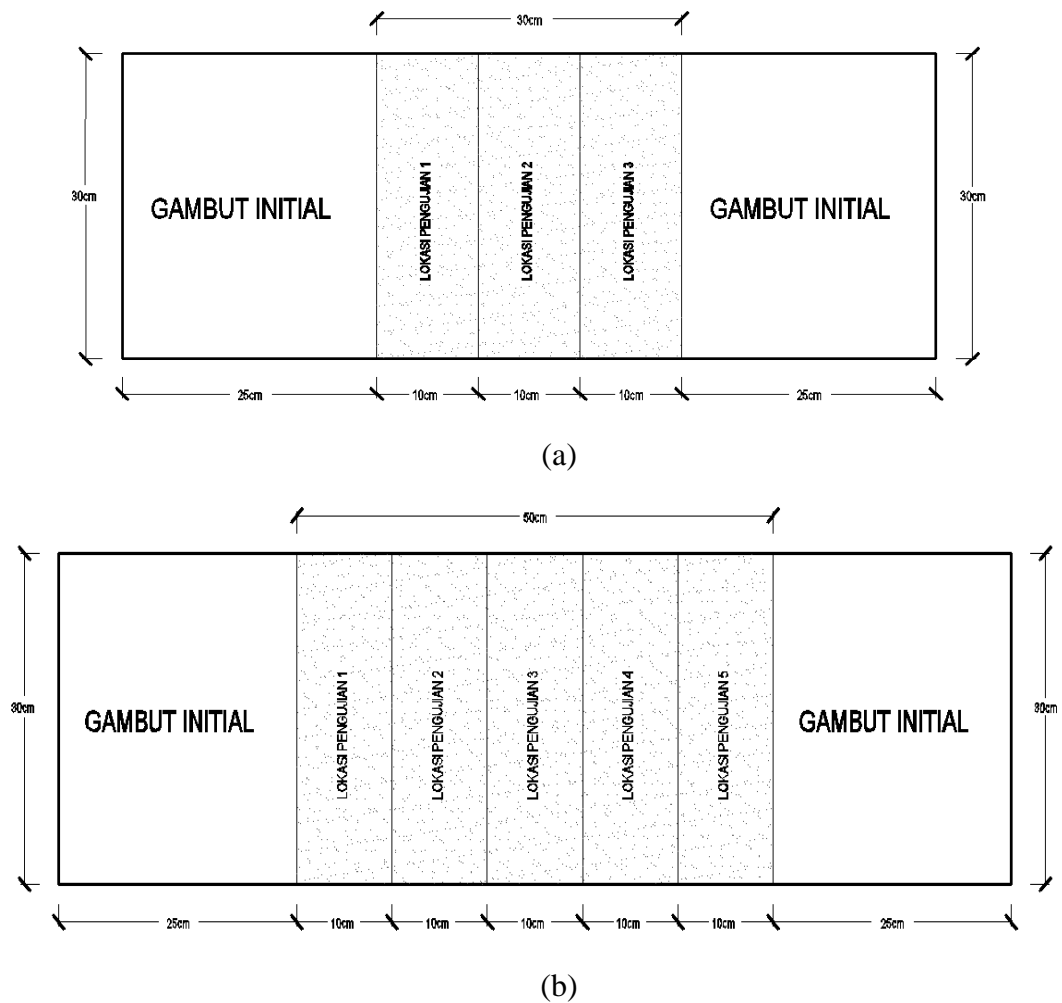 30cm
30cm
GAMBUT INITIAL
LOKASI PENGUJIAN 1
LOKASI PENGUJIAN 2
LOKASI PENGUJIAN 3
GAMBUT INITIAL
30cm
25cm
10cm
10cm
10cm
25cm
(a)
50cm
30cm
GAMBUT INITIAL
LOKASI PENGUJIAN 1
LOKASI PENGUJIAN 2
LOKASI PENGUJIAN 3
LOKASI PENGUJIAN 4
LOKASI PENGUJIAN 5
GAMBUT INITIAL
30cm
25cm
10cm
10cm
10cm
10cm
10cm
25cm
(b)